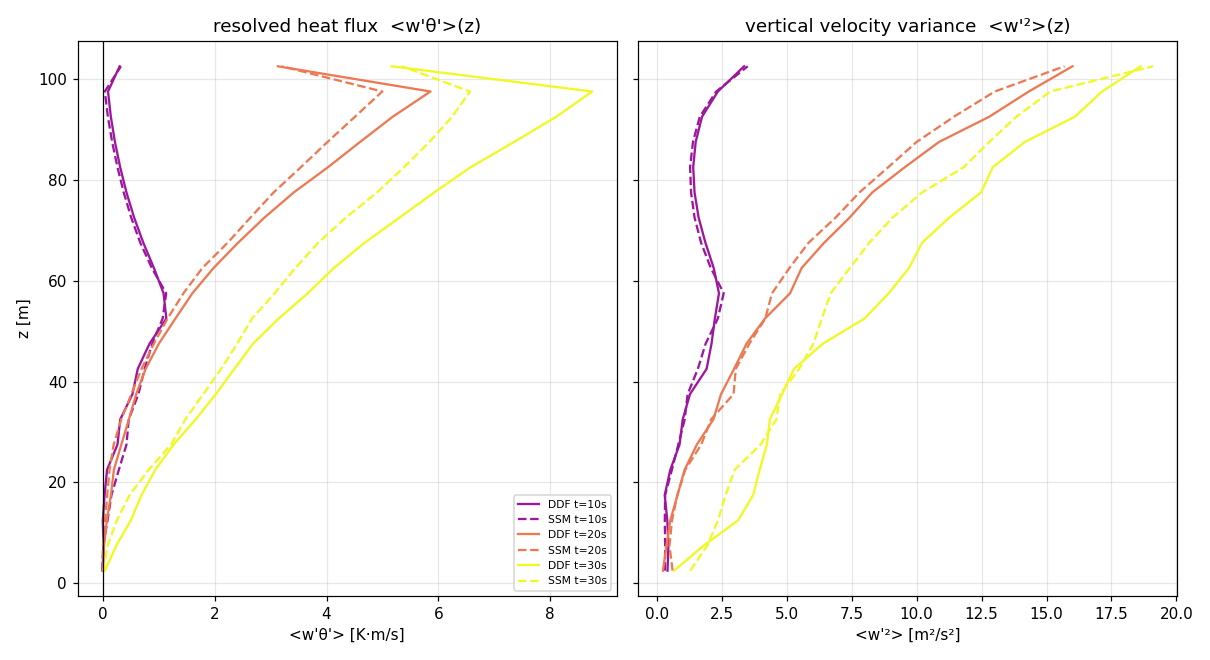 resolved heat flux  <w'θ'>(z)
vertical velocity variance  <w'²>(z)
z [m]
100
80
60
40
20
0
DDF t=10s
SSM t=10s
DDF t=20s
SSM t=20s
DDF t=30s
SSM t=30s
0 2 4 6 8
0.0 2.5 5.0 7.5 10.0 12.5 15.0 17.5 20.0
<w'θ'> [K·m/s]
<w'²> [m²/s²]